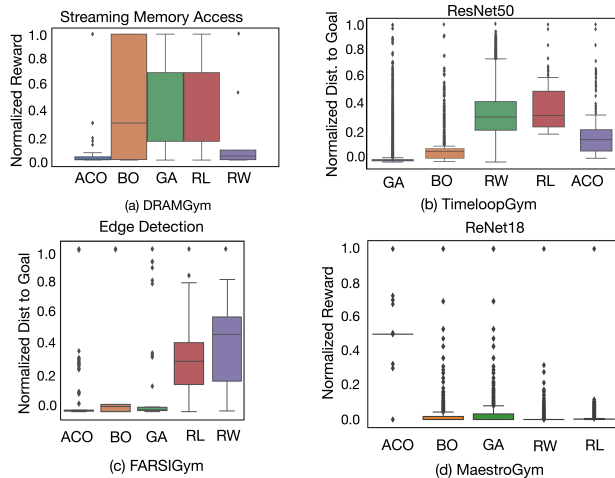 Streaming Memory Access
Normalized Reward
1.0
0.8
0.6
0.4
0.2
0.0
ACO BO GA RL RW
(a) DRAMGym
ResNet50
Normalized Dist. to Goal
1.0
0.8
0.6
0.4
0.2
0.0
GA BO RW RL ACO
(b) TimeloopGym
Edge Detection
Normalized Dist to Goal
1.0
0.8
0.6
0.4
0.2
0.0
ACO BO GA RL RW
(c) FARSIGym
ReNet18
Normalized Reward
1.0
0.8
0.6
0.4
0.2
0.0
ACO BO GA RW RL
(d) MaestroGym